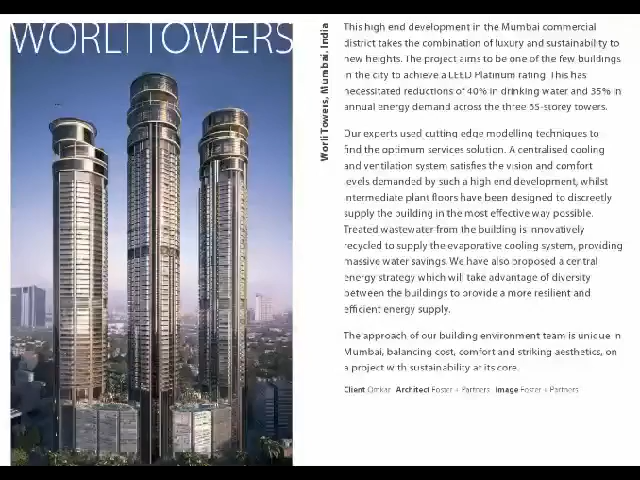 WORLI TOWERS
Worli Towers, Mumbai, India
This high end development in the Mumbai commercial
district takes the combination of luxury and sustainability to
new heights. The project aims to be one of the few buildings
in the city to achieve a LEED Platinum rating. This has
necessitated reductions of 40% in drinking water and 35% in
annual energy demand across the three 65-storey towers.
Our experts used cutting edge modelling techniques to
find the optimum services solution. A centralised cooling
and ventilation system satisfies the vision and comfort
levels demanded by such a high end development, whilst
intermediate plant floors have been designed to discreetly
supply the building in the most effective way possible.
Treated wastewater from the building is innovatively
recycled to supply the evaporative cooling system, providing
massive water savings. We have also proposed a central
energy strategy which will take advantage of diversity
between the buildings to provide a more resilient and
efficient energy supply.
The approach of our building environment team is unique in
Mumbai, balancing cost, comfort and striking aesthetics, on
a project with sustainability at its core.
Client Omkar Architect Foster + Partners Image Foster + Partners